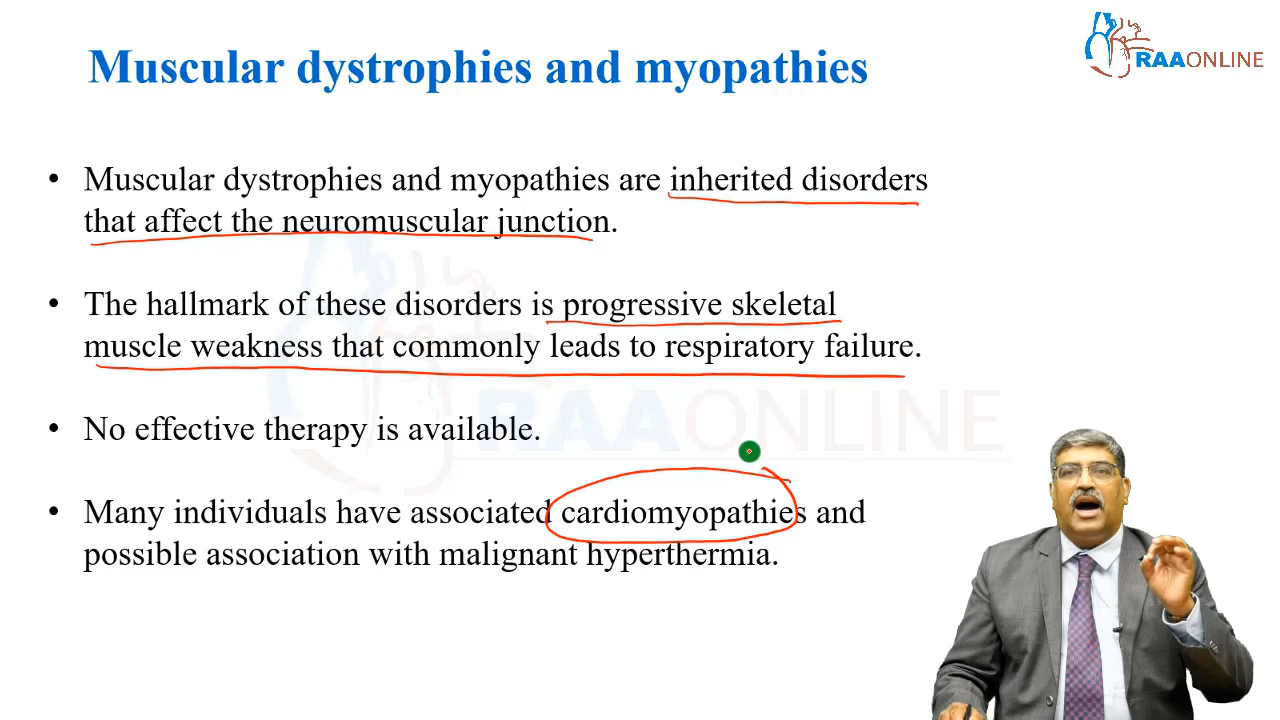 Muscular dystrophies and myopathies
RAAONLINE
• Muscular dystrophies and myopathies are inherited disorders
that affect the neuromuscular junction.
• The hallmark of these disorders is progressive skeletal
muscle weakness that commonly leads to respiratory failure.
RAAONLINE
• No effective therapy is available.
• Many individuals have associated cardiomyopathies and
possible association with malignant hyperthermia.